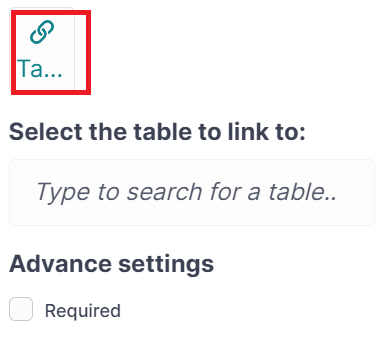 Ta...
Select the table to link to:
Type to search for a table..
Advance settings
Required